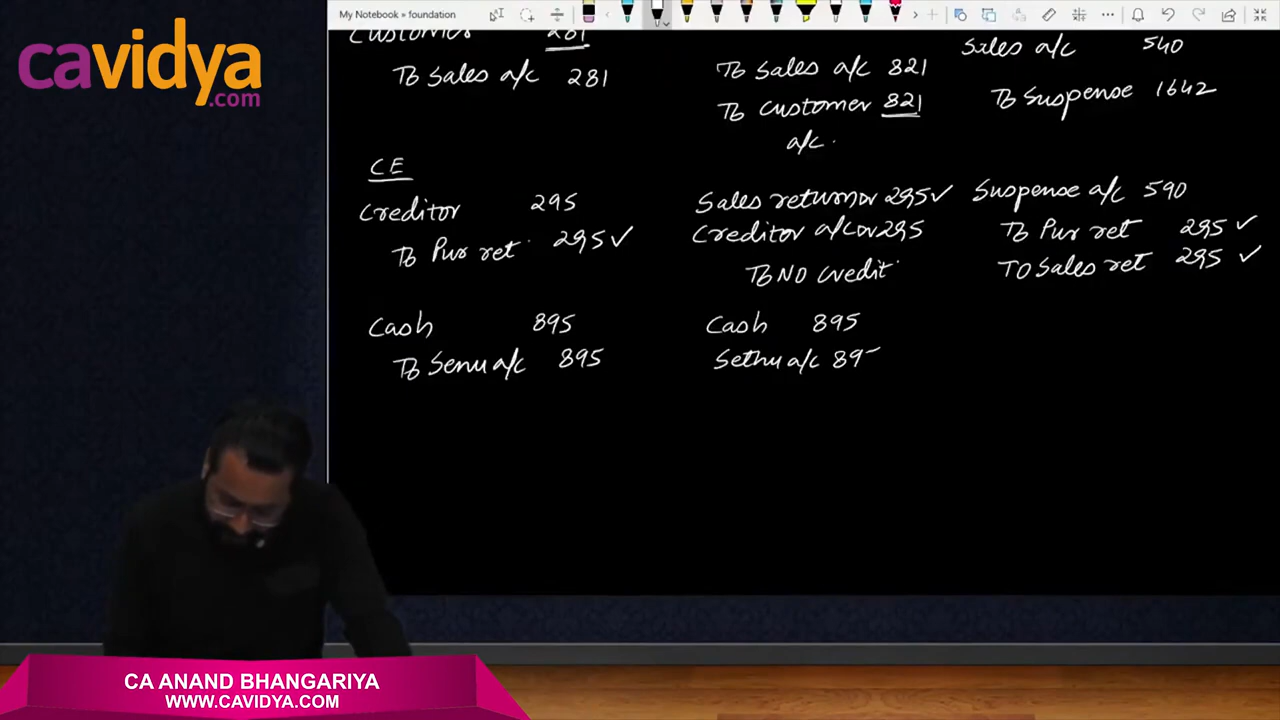 cavidya
.com
My Notebook » foundation
Customer 281
To Sales a/c 281
To Sales a/c 821
To Customer 821
a/c.
Sales a/c 540
To Suspense 1642
CE
Creditor 295
To Pur ret 295 ✓
Sales return Dr 295 ✓
Creditor a/c Dr 295
To No credit
Suspense a/c 590
To Pur ret 295 ✓
To Sales ret 295 ✓
Cash 895
To Senu a/c 895
Cash 895
Sethu a/c 895
CA ANAND BHANGARIYA
WWW.CAVIDYA.COM